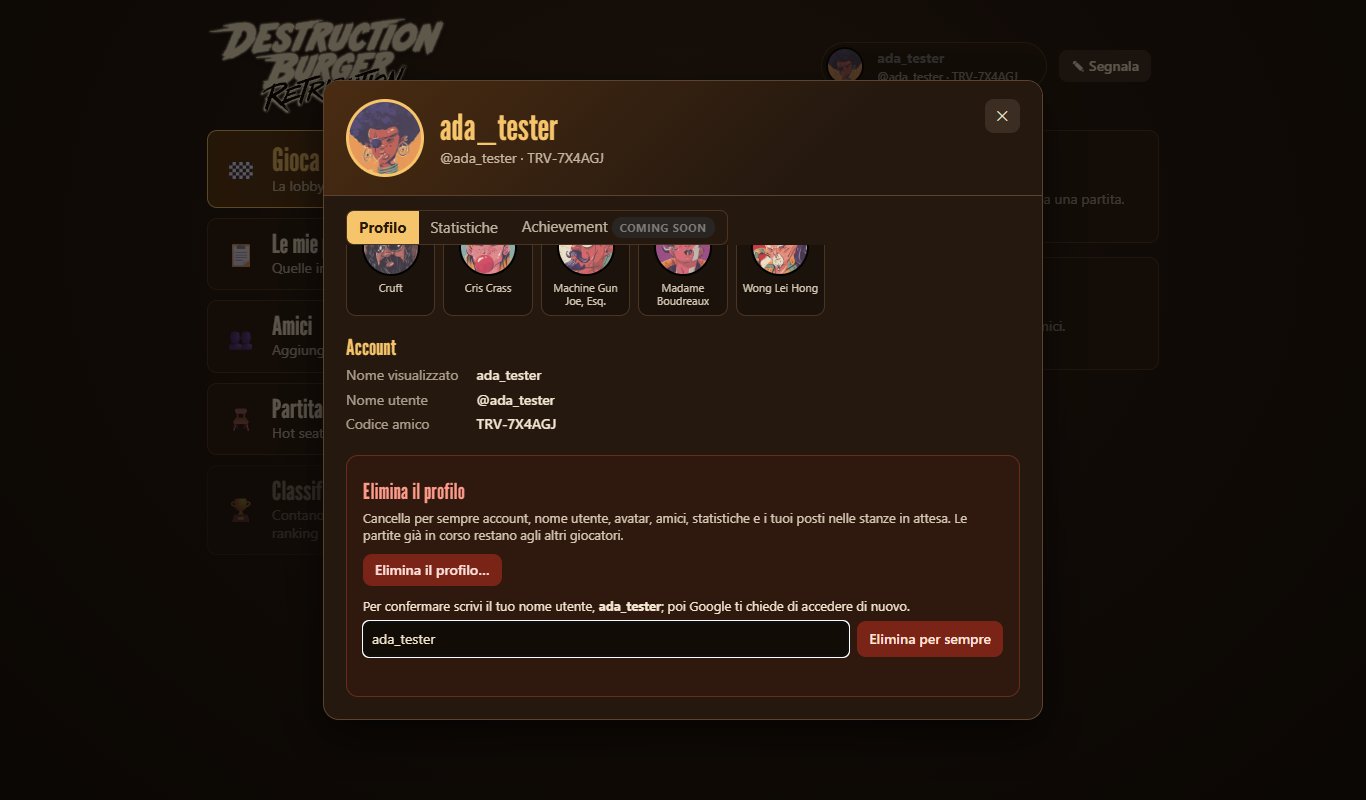 DESTRUCTION
BURGER
RETRIBUTION
ada_tester
@ada_tester · TRV-7X4AGJ
Segnala
ada_tester
@ada_tester · TRV-7X4AGJ
Gioca
La lobby
a una partita.
Profilo
Statistiche
Achievement COMING SOON
Le mie
Quelle in
Cruft
Cris Crass
Machine Gun
Joe, Esq.
Madame
Boudreaux
Wong Lei Hong
Amici
Aggiung
mici.
Account
Nome visualizzato ada_tester
Nome utente @ada_tester
Codice amico TRV-7X4AGJ
Partita
Hot seat
Classif
Contano
ranking
Elimina il profilo
Cancella per sempre account, nome utente, avatar, amici, statistiche e i tuoi posti nelle stanze in attesa. Le
partite già in corso restano agli altri giocatori.
Elimina il profilo...
Per confermare scrivi il tuo nome utente, ada_tester; poi Google ti chiede di accedere di nuovo.
ada_tester
Elimina per sempre